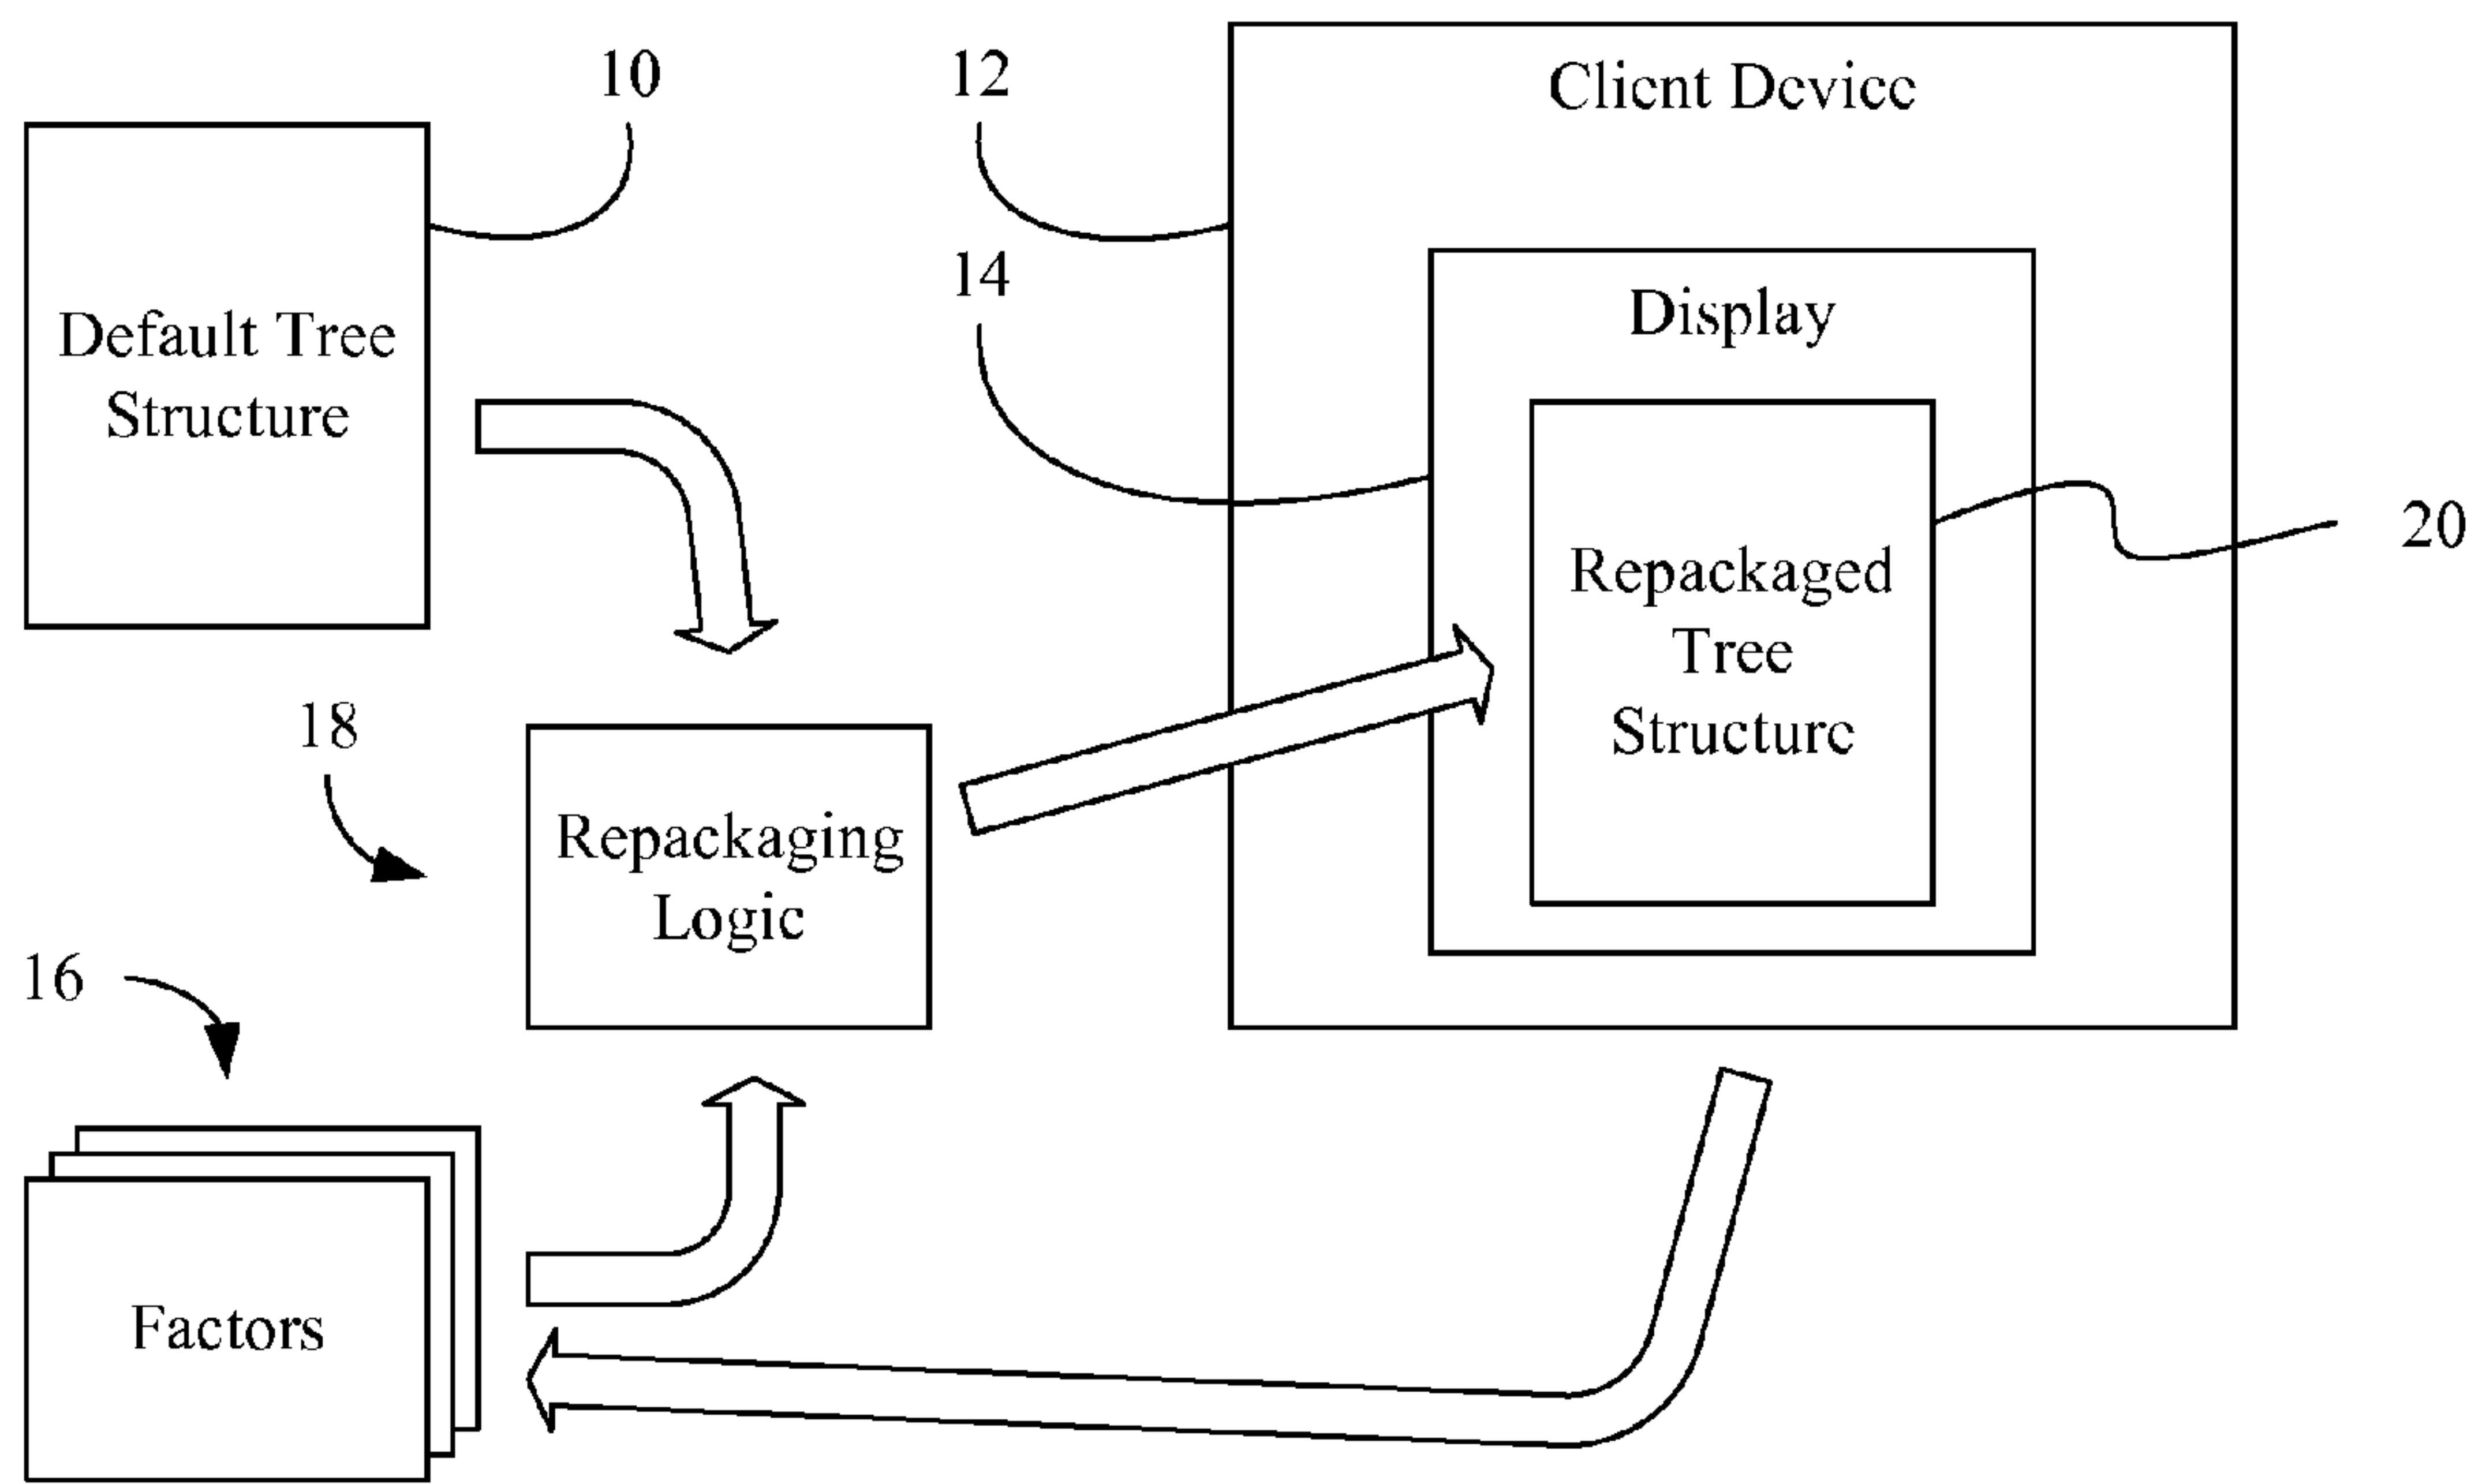 10
12
Client Device
14
Display
Default Tree
Structure
20
Repackaged
Tree
Structure
18
Repackaging
Logic
16
Factors